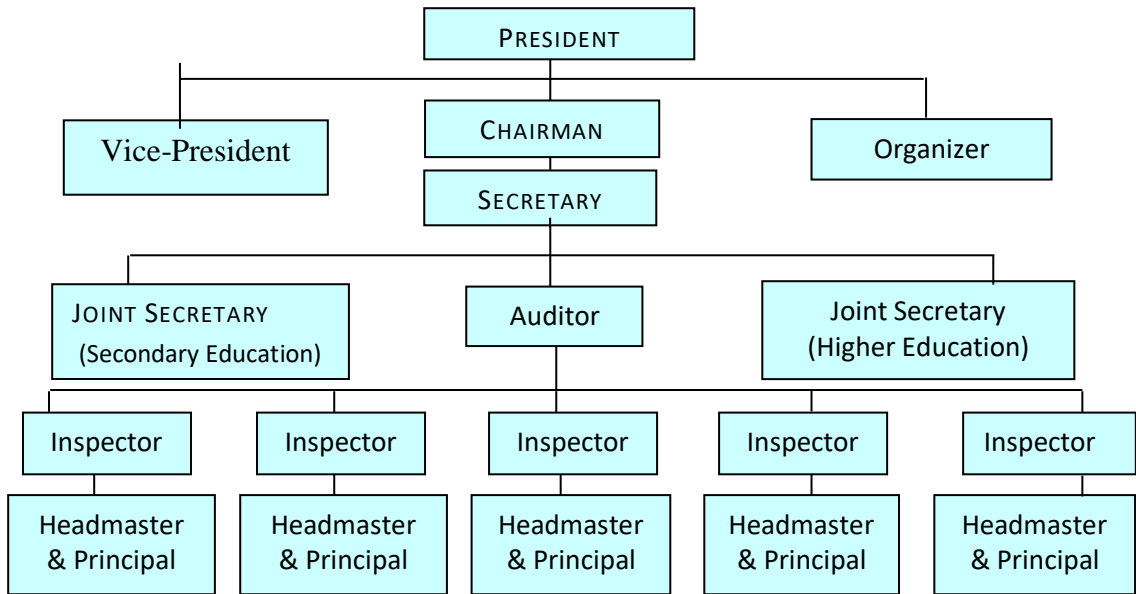 PRESIDENT
Vice-President
CHAIRMAN
Organizer
SECRETARY
JOINT SECRETARY
(Secondary Education)
Auditor
Joint Secretary
(Higher Education)
Inspector
Inspector
Inspector
Inspector
Inspector
Headmaster
& Principal
Headmaster
& Principal
Headmaster
& Principal
Headmaster
& Principal
Headmaster
& Principal